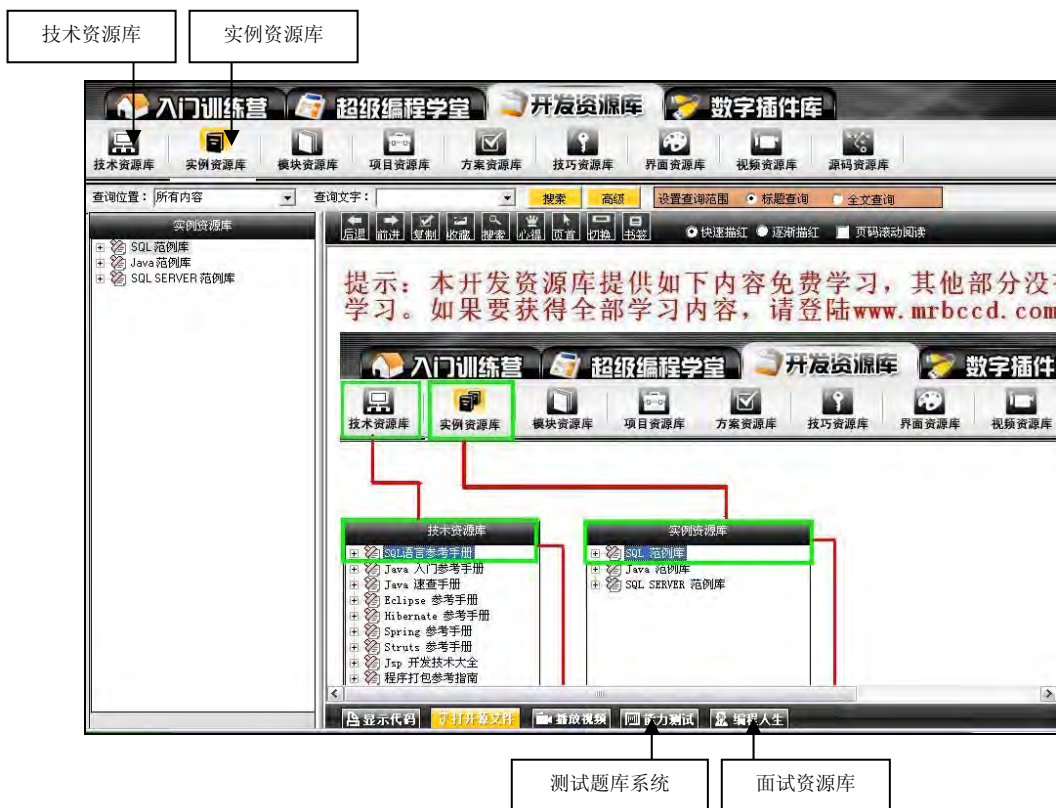 技术资源库
实例资源库
入门训练营 超级编程学堂 开发资源库 数字插件库
技术资源库 实例资源库 模块资源库 项目资源库 方案资源库 技巧资源库 界面资源库 视频资源库 源码资源库
查询位置： 所有内容 查询文字： 搜索 高级 设置查询范围 标题查询 全文查询
实例资源库
SQL 范例库
Java 范例库
SQL SERVER 范例库
后退 前进 复制 收藏 搜索 心得 页首 切换 书签 快速描红 逐渐描红 页码滚动阅读
提示：本开发资源库提供如下内容免费学习，其他部分没
学习。如果要获得全部学习内容，请登陆www.mrbccd.com
入门训练营 超级编程学堂 开发资源库 数字插件
技术资源库 实例资源库 模块资源库 项目资源库 方案资源库 技巧资源库 界面资源库 视频资源库
技术资源库
SQL语言参考手册
Java 入门参考手册
Java 速查手册
Eclipse 参考手册
Hibernate 参考手册
Spring 参考手册
Struts 参考手册
Jsp 开发技术大全
程序打包参考指南
实例资源库
SQL 范例库
Java 范例库
SQL SERVER 范例库
显示代码 打开源文件 播放视频 能力测试 编程人生
测试题库系统
面试资源库